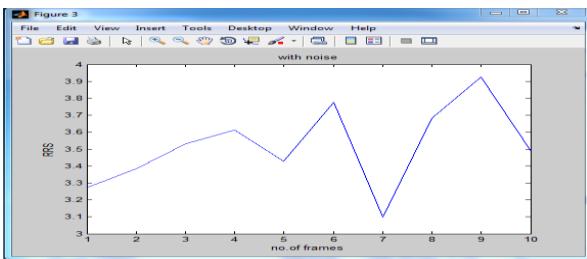 Figure 3
File Edit View Insert Tools Desktop Window Help
with noise
4
3.9
3.8
3.7
3.6
3.5
3.4
3.3
3.2
3.1
3
RRS
1 2 3 4 5 6 7 8 9 10
no.of frames